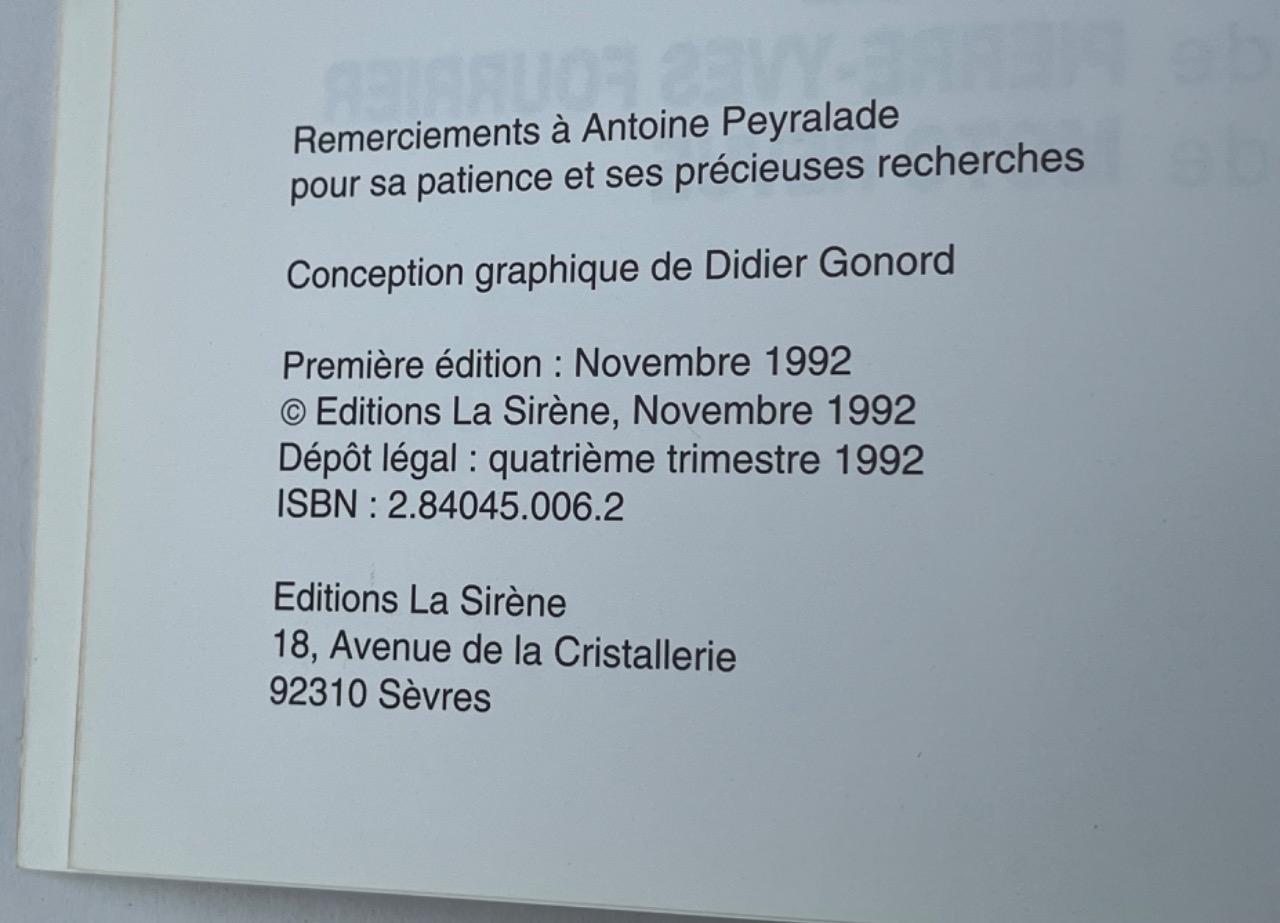 Remerciements à Antoine Peyralade
pour sa patience et ses précieuses recherches
Conception graphique de Didier Gonord
Première édition : Novembre 1992
© Editions La Sirène, Novembre 1992
Dépôt légal : quatrième trimestre 1992
ISBN : 2.84045.006.2
Editions La Sirène
18, Avenue de la Cristallerie
92310 Sèvres